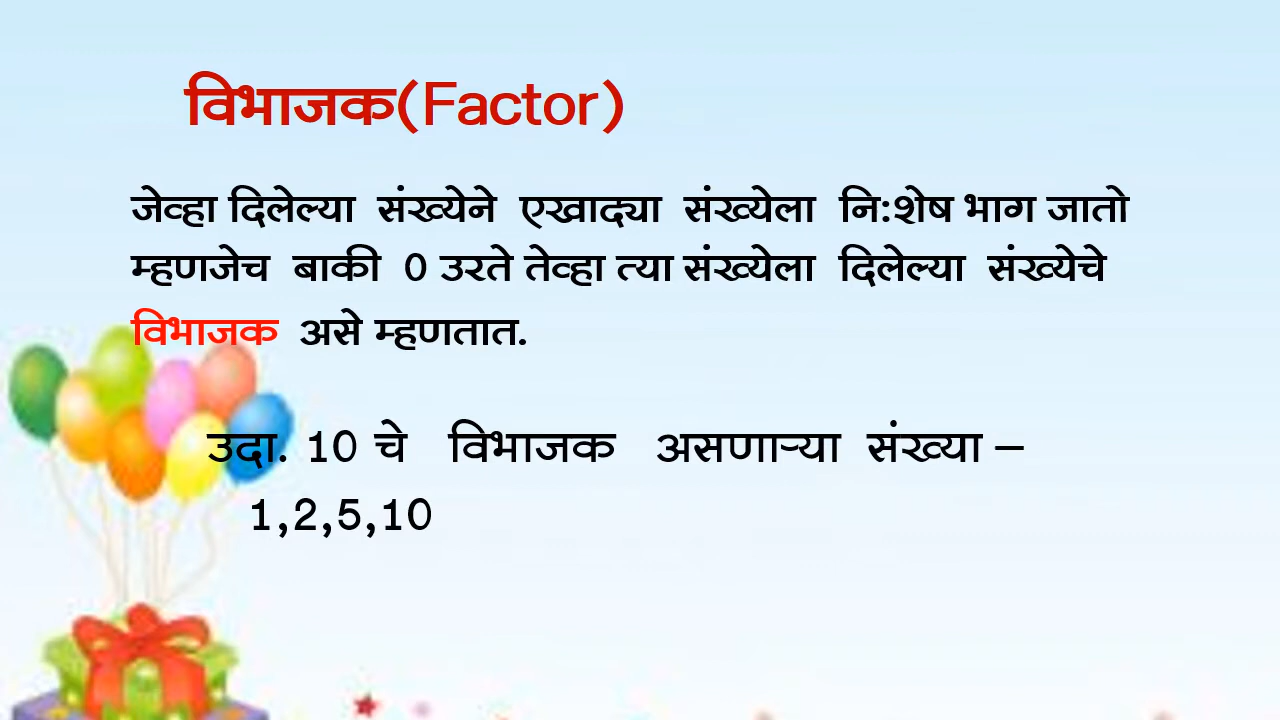 विभाजक(Factor)
जेव्हा दिलेल्या संख्येने एखाद्या संख्येला नि:शेष भाग जातो
म्हणजेच बाकी 0 उरते तेव्हा त्या संख्येला दिलेल्या संख्येचे
विभाजक असे म्हणतात.
उदा. 10 चे विभाजक असणाऱ्या संख्या –
1,2,5,10